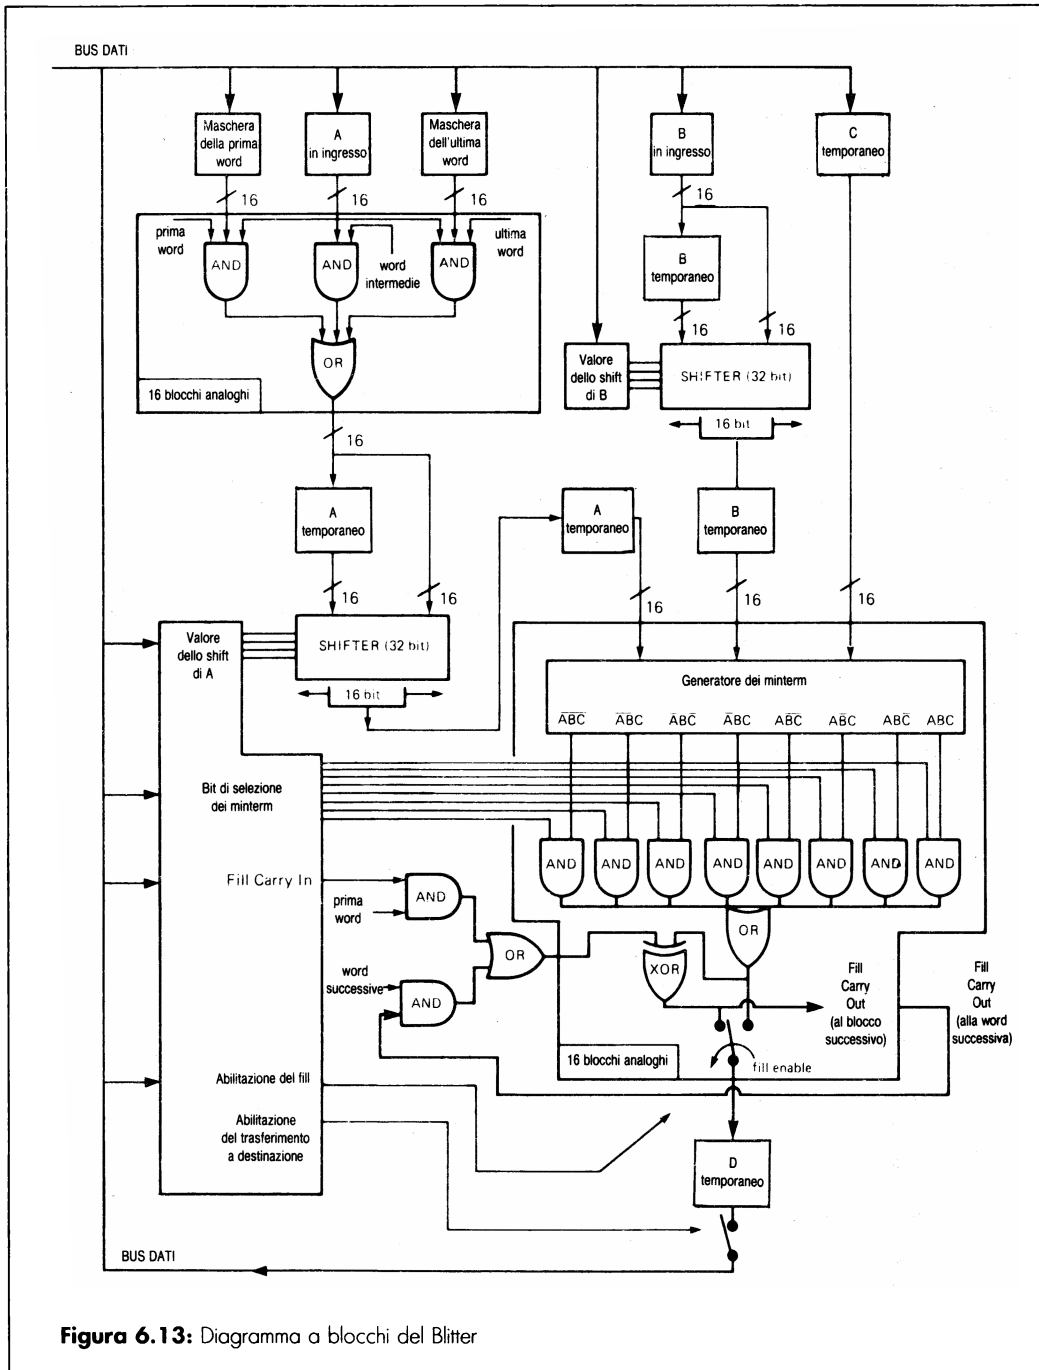 BUS DATI
Maschera
della prima
word
A
in ingresso
Maschera
dell'ultima
word
B
in ingresso
C
temporaneo
16
16
16
16
prima
word
AND
AND
AND
word
intermedie
ultima
word
OR
16 blocchi analoghi
B
temporaneo
16
16
Valore
dello shift
di B
SHIFTER (32 bit)
16 bit
16
A
temporaneo
A
temporaneo
B
temporaneo
16
16
16
16
16
Valore
dello shift
di A
SHIFTER (32 bit)
16 bit
Generatore dei minterm
A̅B̅C̅ A̅B̅C A̅BC̅ A̅BC AB̅C̅ AB̅C ABC̅ ABC
Bit di selezione
dei minterm
AND AND AND AND AND AND AND AND
Fill Carry In
prima
word
AND
OR
OR
XOR
word
successive
AND
Fill
Carry
Out
(al blocco
successivo)
Fill
Carry
Out
(alla word
successiva)
16 blocchi analoghi
fill enable
Abilitazione del fill
Abilitazione
del trasferimento
a destinazione
D
temporaneo
BUS DATI
Figura 6.13: Diagramma a blocchi del Blitter